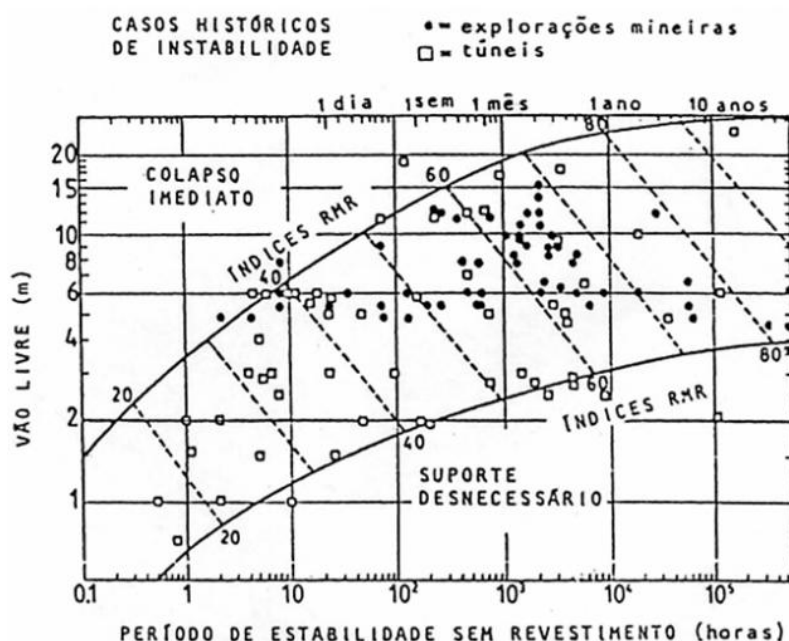 CASOS HISTÓRICOS
DE INSTABILIDADE
• = explorações mineiras
□ = túneis
1 dia 1 sem 1 mês 1 ano 10 anos
20
15
10
8
6
4
2
1
VÃO LIVRE (m)
COLAPSO
IMEDIATO
ÍNDICES RMR
20
40
60
80
20
40
60
80
ÍNDICES RMR
SUPORTE
DESNECESSÁRIO
0.1 1 10 10² 10³ 10⁴ 10⁵
PERÍODO DE ESTABILIDADE SEM REVESTIMENTO (horas)